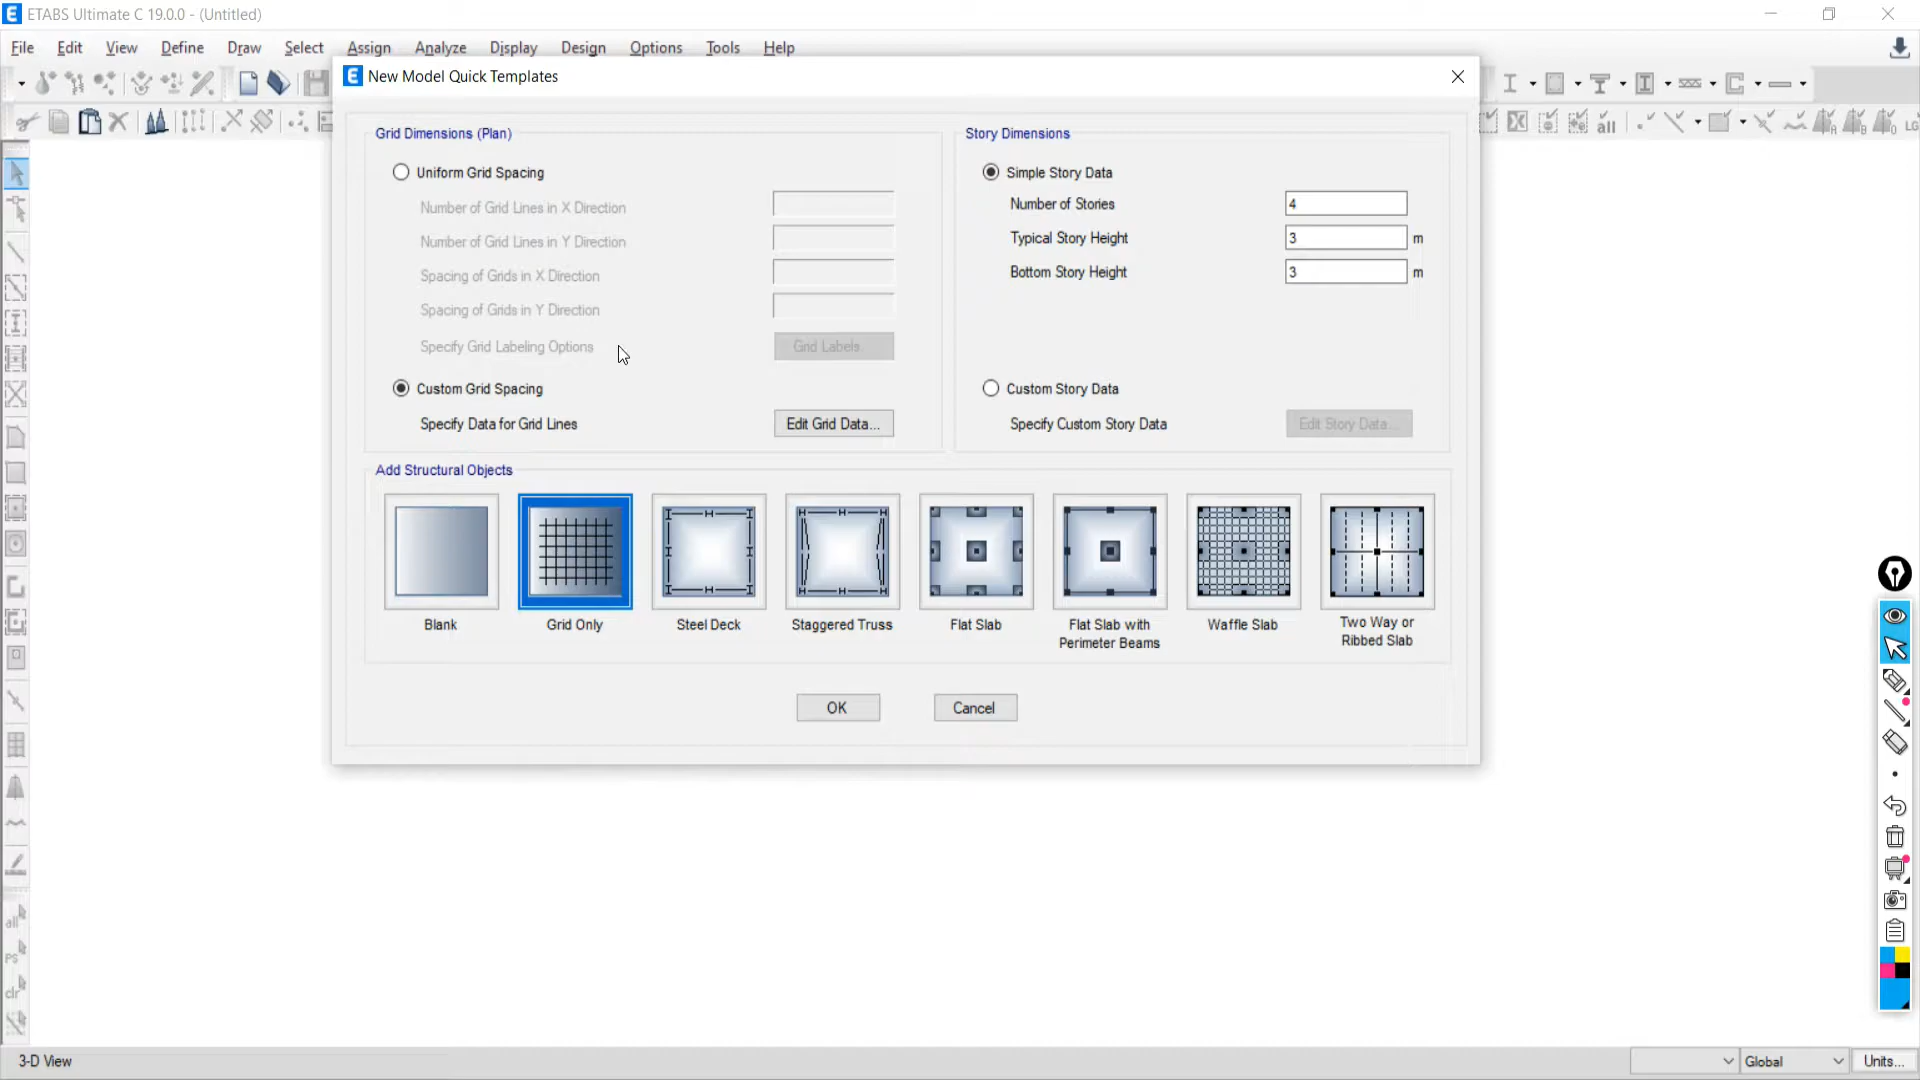 ETABS Ultimate C 19.0.0 - (Untitled)
File Edit View Define Draw Select Assign Analyze Display Design Options Tools Help
New Model Quick Templates
Grid Dimensions (Plan)
Uniform Grid Spacing
Number of Grid Lines in X Direction
Number of Grid Lines in Y Direction
Spacing of Grids in X Direction
Spacing of Grids in Y Direction
Specify Grid Labeling Options
Grid Labels...
Custom Grid Spacing
Specify Data for Grid Lines
Edit Grid Data...
Story Dimensions
Simple Story Data
Number of Stories
4
Typical Story Height
3
m
Bottom Story Height
3
m
Custom Story Data
Specify Custom Story Data
Edit Story Data...
Add Structural Objects
Blank
Grid Only
Steel Deck
Staggered Truss
Flat Slab
Flat Slab with
Perimeter Beams
Waffle Slab
Two Way or
Ribbed Slab
OK
Cancel
all
LG
all
ps
clr
3-D View
Global
Units...